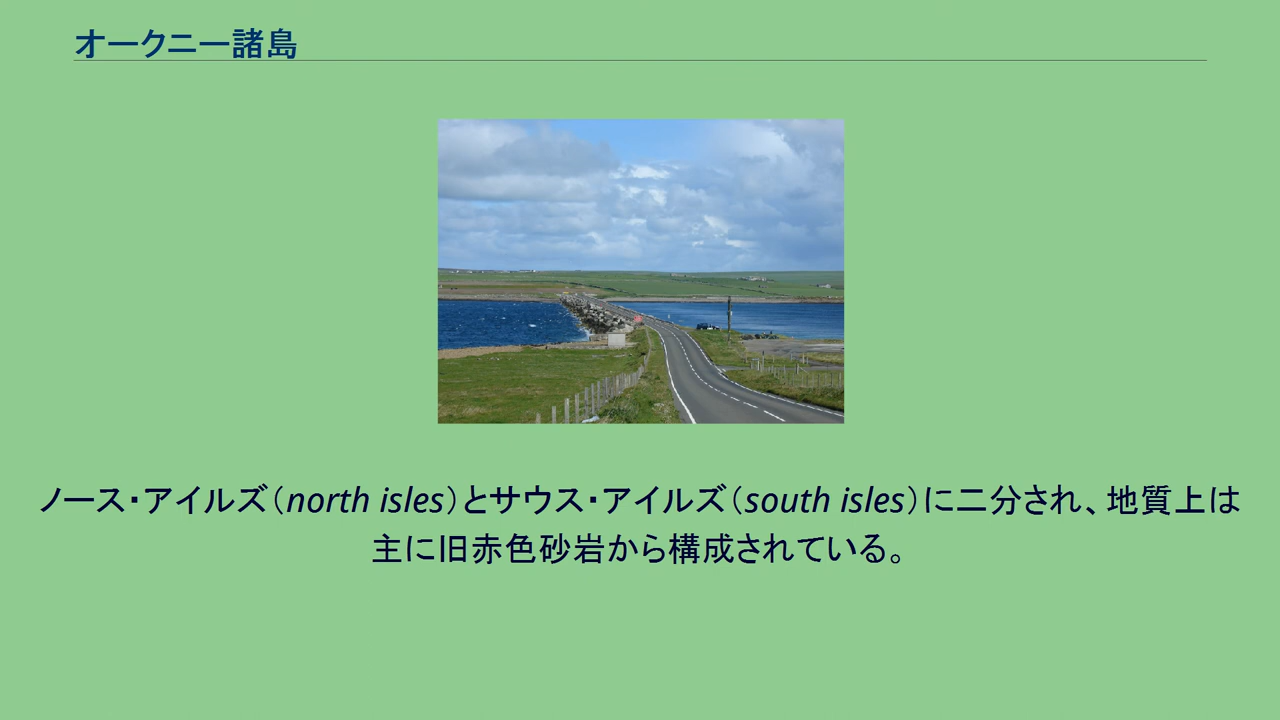 オークニー諸島
ノース・アイルズ（north isles）とサウス・アイルズ（south isles）に二分され、地質上は
主に旧赤色砂岩から構成されている。